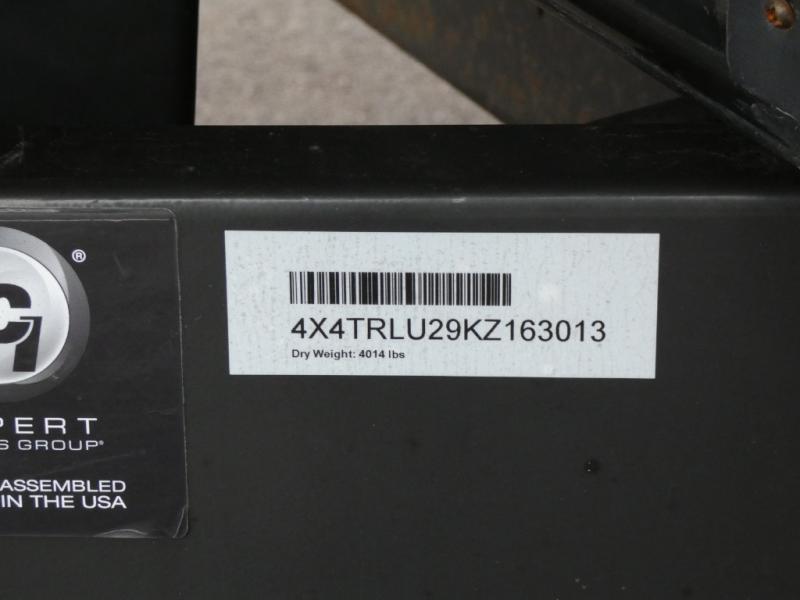 ®
4X4TRLU29KZ163013
Dry Weight: 4014 lbs
PERT
S GROUP®
ASSEMBLED
IN THE USA